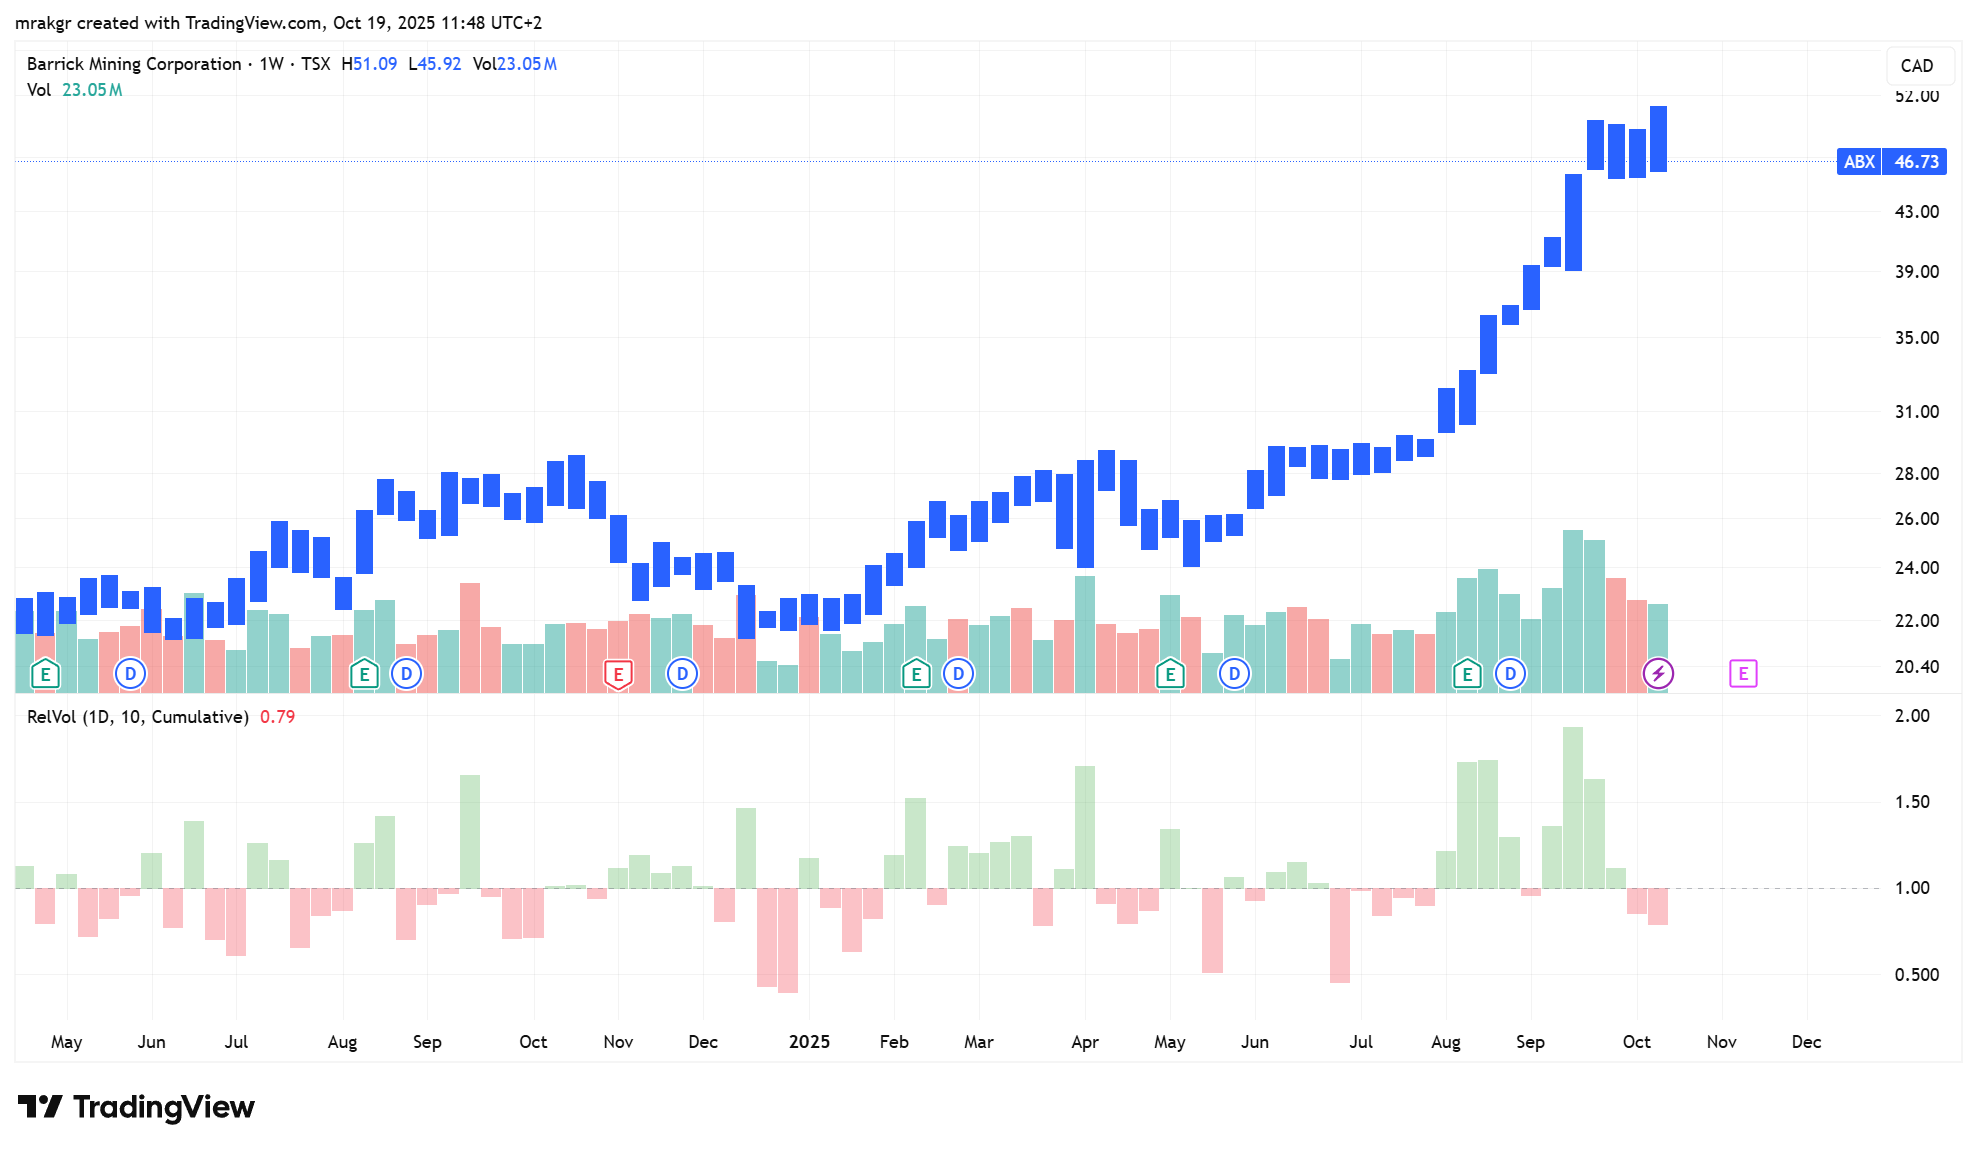 mrakgr created with TradingView.com, Oct 19, 2025 11:48 UTC+2
Barrick Mining Corporation · 1W · TSX H51.09 L45.92 Vol23.05M
Vol 23.05M
CAD
52.00
ABX 46.73
43.00
39.00
35.00
31.00
28.00
26.00
24.00
22.00
20.40
E D E D E D E D E D E D E
RelVol (1D, 10, Cumulative) 0.79
2.00
1.50
1.00
0.500
May Jun Jul Aug Sep Oct Nov Dec 2025 Feb Mar Apr May Jun Jul Aug Sep Oct Nov Dec
TradingView